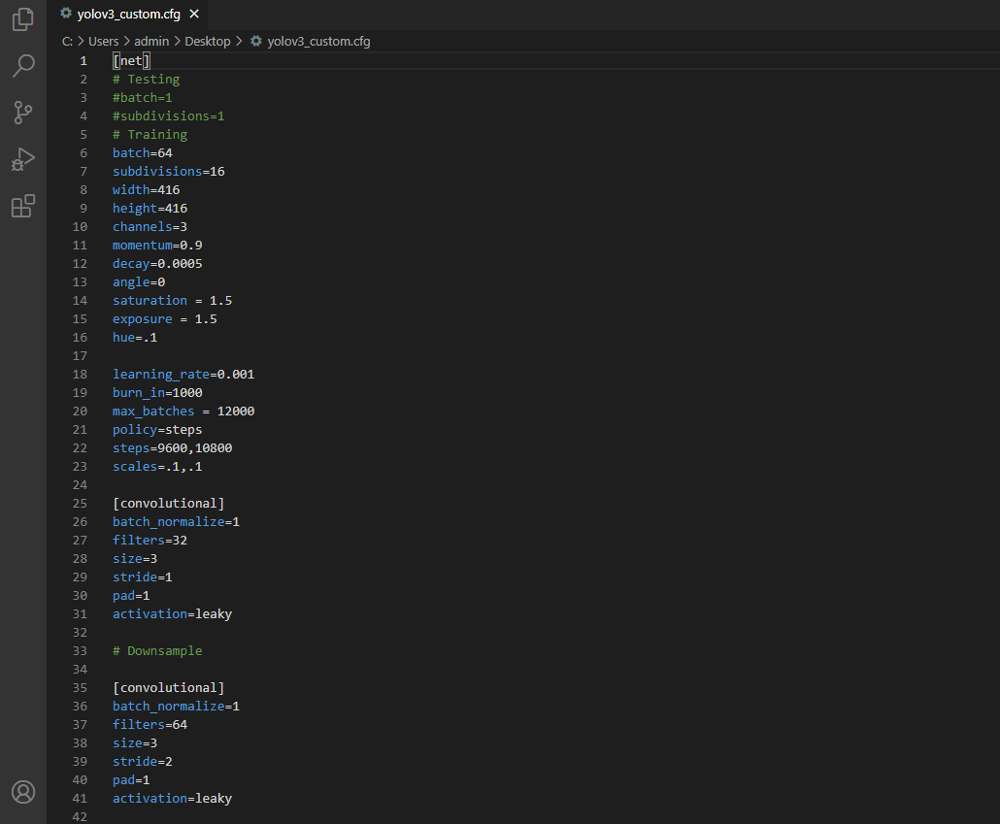 yolov3_custom.cfg
C: > Users > admin > Desktop > yolov3_custom.cfg
1 [net]
2 # Testing
3 #batch=1
4 #subdivisions=1
5 # Training
6 batch=64
7 subdivisions=16
8 width=416
9 height=416
10 channels=3
11 momentum=0.9
12 decay=0.0005
13 angle=0
14 saturation = 1.5
15 exposure = 1.5
16 hue=.1
17
18 learning_rate=0.001
19 burn_in=1000
20 max_batches = 12000
21 policy=steps
22 steps=9600,10800
23 scales=.1,.1
24
25 [convolutional]
26 batch_normalize=1
27 filters=32
28 size=3
29 stride=1
30 pad=1
31 activation=leaky
32
33 # Downsample
34
35 [convolutional]
36 batch_normalize=1
37 filters=64
38 size=3
39 stride=2
40 pad=1
41 activation=leaky
42